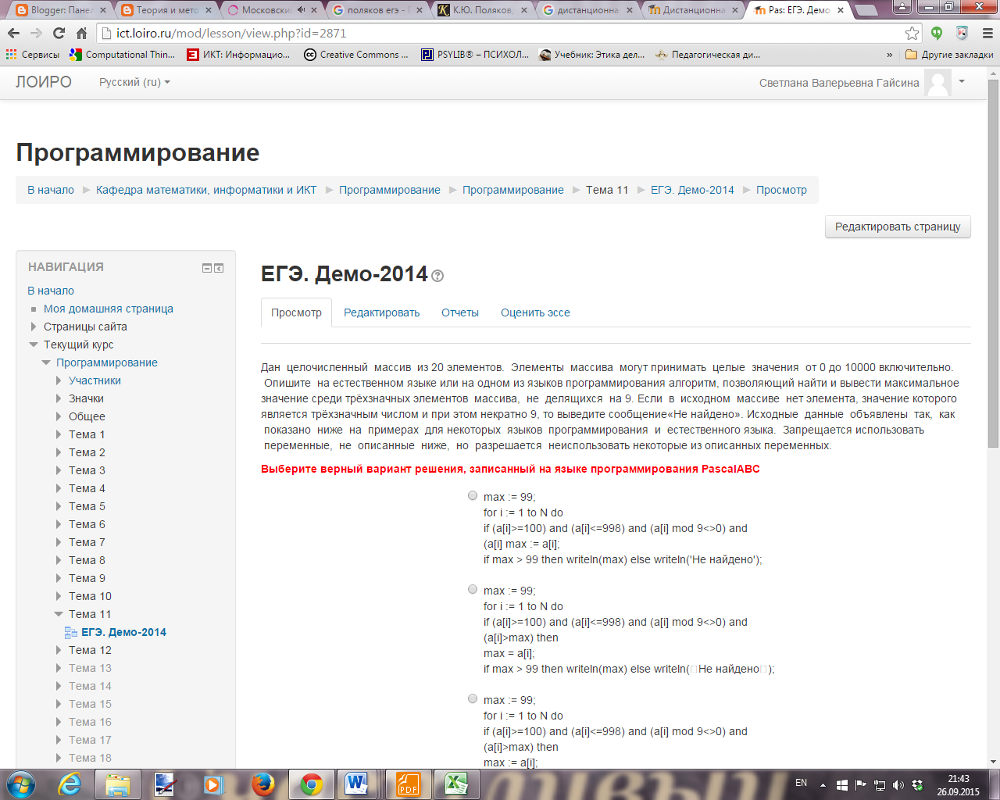 Blogger: Панел
Теория и мето
Московски
поляков егэ -
К.Ю. Поляков,
дистанционна
Дистанционна
Pas: ЕГЭ. Демо
ict.loiro.ru/mod/lesson/view.php?id=2871
Сервисы
Computational Thin...
ИКТ: Информацио...
Creative Commons ...
PSYLIB® – ПСИХОЛ...
Учебник: Этика дел...
Педагогическая ди...
»
Другие закладки
ЛОИРО
Русский (ru)
Светлана Валерьевна Гайсина
Программирование
В начало
Кафедра математики, информатики и ИКТ
Программирование
Программирование
Тема 11
ЕГЭ. Демо-2014
Просмотр
Редактировать страницу
НАВИГАЦИЯ
В начало
Моя домашняя страница
Страницы сайта
Текущий курс
Программирование
Участники
Значки
Общее
Тема 1
Тема 2
Тема 3
Тема 4
Тема 5
Тема 6
Тема 7
Тема 8
Тема 9
Тема 10
Тема 11
ЕГЭ. Демо-2014
Тема 12
Тема 13
Тема 14
Тема 15
Тема 16
Тема 17
Тема 18
ЕГЭ. Демо-2014
Просмотр
Редактировать
Отчеты
Оценить эссе
Дан целочисленный массив из 20 элементов. Элементы массива могут принимать целые значения от 0 до 10000 включительно.
Опишите на естественном языке или на одном из языков программирования алгоритм, позволяющий найти и вывести максимальное
значение среди трёхзначных элементов массива, не делящихся на 9. Если в исходном массиве нет элемента, значение которого
является трёхзначным числом и при этом некратно 9, то выведите сообщение«Не найдено». Исходные данные объявлены так, как
показано ниже на примерах для некоторых языков программирования и естественного языка. Запрещается использовать
переменные, не описанные ниже, но разрешается неиспользовать некоторые из описанных переменных.
Выберите верный вариант решения, записанный на языке программирования PascalABC
max := 99;
for i := 1 to N do
if (a[i]>=100) and (a[i]<=998) and (a[i] mod 9<>0) and
(a[i] max := a[i];
if max > 99 then writeln(max) else writeln('Не найдено');
max := 99;
for i := 1 to N do
if (a[i]>=100) and (a[i]<=998) and (a[i] mod 9<>0) and
(a[i]>max) then
max = a[i];
if max > 99 then writeln(max) else writeln(Не найдено);
max := 99;
for i := 1 to N do
if (a[i]>=100) and (a[i]<=998) and (a[i] mod 9<>0) and
(a[i]>max) then
max := a[i];
PDF
EN
21:43
26.09.2015